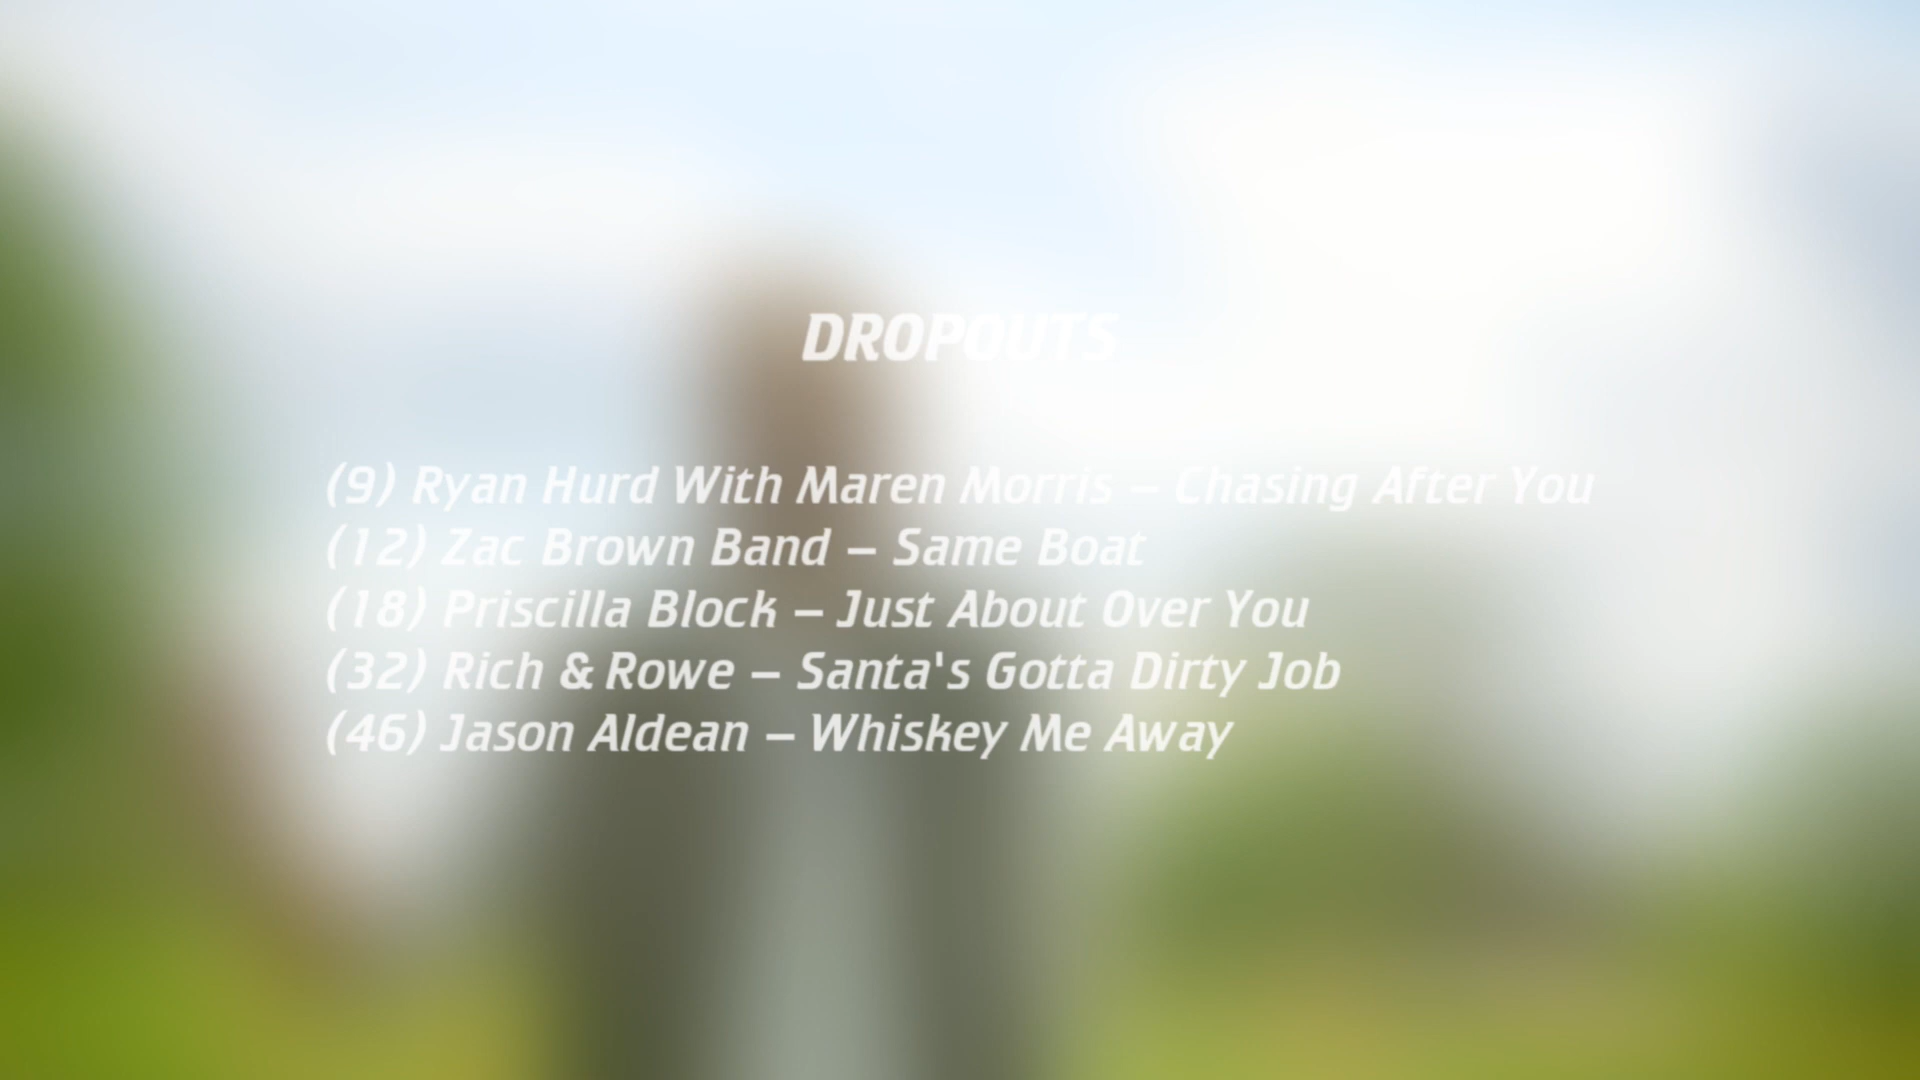 DROPOUTS
(9) Ryan Hurd With Maren Morris – Chasing After You
(12) Zac Brown Band – Same Boat
(18) Priscilla Block – Just About Over You
(32) Rich & Rowe – Santa's Gotta Dirty Job
(46) Jason Aldean – Whiskey Me Away